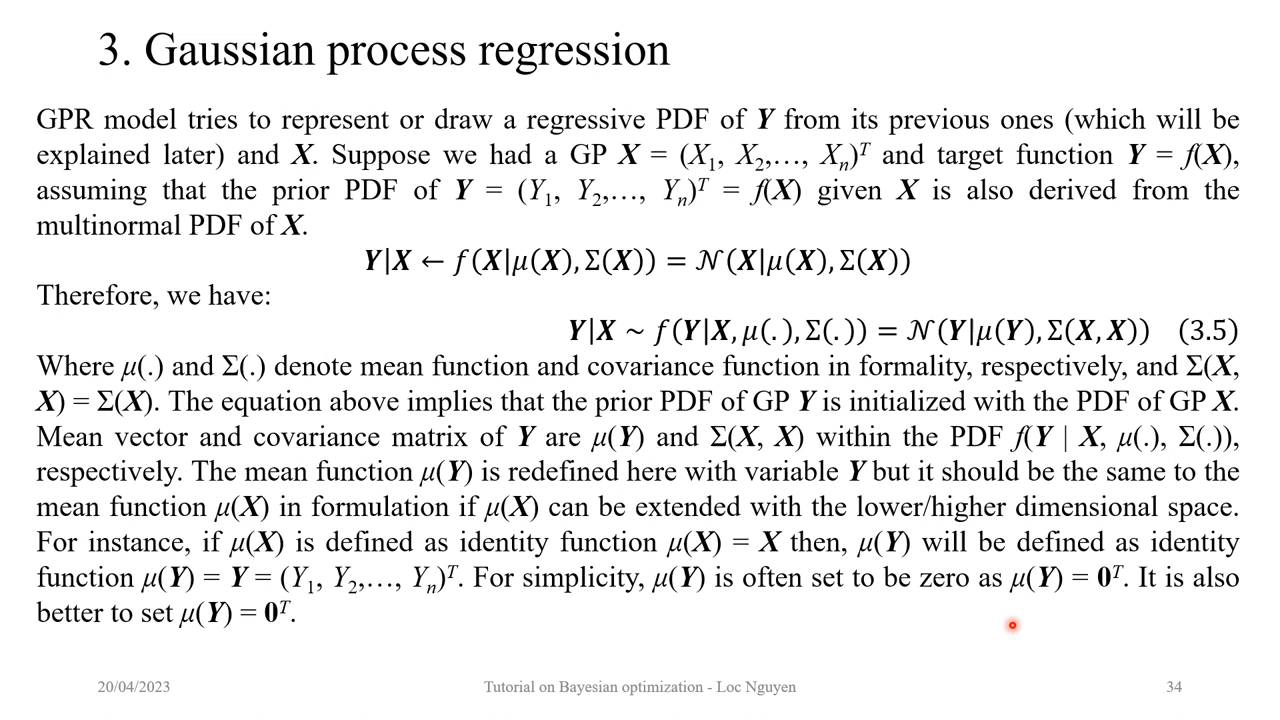 3. Gaussian process regression
GPR model tries to represent or draw a regressive PDF of Y from its previous ones (which will be
explained later) and X. Suppose we had a GP X = (X₁, X₂,…, Xₙ)ᵀ and target function Y = f(X),
assuming that the prior PDF of Y = (Y₁, Y₂,…, Yₙ)ᵀ = f(X) given X is also derived from the
multinormal PDF of X.
Y|X ← f(X|μ(X), Σ(X)) = 𝒩(X|μ(X), Σ(X))
Therefore, we have:
Y|X ~ f(Y|X, μ(.), Σ(.)) = 𝒩(Y|μ(Y), Σ(X, X)) (3.5)
Where μ(.) and Σ(.) denote mean function and covariance function in formality, respectively, and Σ(X,
X) = Σ(X). The equation above implies that the prior PDF of GP Y is initialized with the PDF of GP X.
Mean vector and covariance matrix of Y are μ(Y) and Σ(X, X) within the PDF f(Y | X, μ(.), Σ(.)),
respectively. The mean function μ(Y) is redefined here with variable Y but it should be the same to the
mean function μ(X) in formulation if μ(X) can be extended with the lower/higher dimensional space.
For instance, if μ(X) is defined as identity function μ(X) = X then, μ(Y) will be defined as identity
function μ(Y) = Y = (Y₁, Y₂,…, Yₙ)ᵀ. For simplicity, μ(Y) is often set to be zero as μ(Y) = 0ᵀ. It is also
better to set μ(Y) = 0ᵀ.
20/04/2023
Tutorial on Bayesian optimization - Loc Nguyen
34